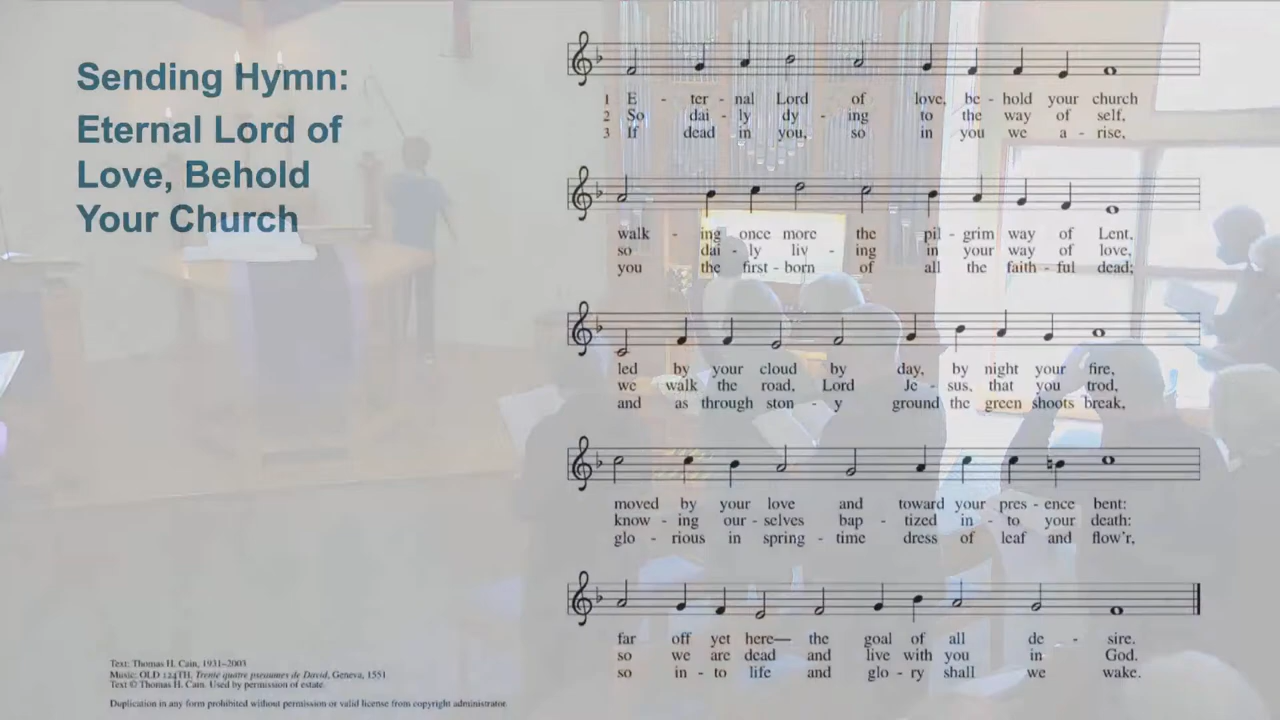 Sending Hymn:
Eternal Lord of
Love, Behold
Your Church
1 E - ter - nal Lord of love, be - hold your church
2 So dai - ly dy - ing to the way of self,
3 If dead in you, so in you we a - rise,
walk - ing once more the pil - grim way of Lent,
so dai - ly liv - ing in your way of love,
you the first - born of all the faith - ful dead;
led by your cloud by day, by night your fire,
we walk the road, Lord Je - sus, that you trod,
and as through ston - y ground the green shoots break,
moved by your love and toward your pres - ence bent:
know - ing our - selves bap - tized in - to your death:
glo - rious in spring - time dress of leaf and flow'r,
far off yet here— the goal of all de - sire.
so we are dead and live with you in God.
so in - to life and glo - ry shall we wake.
Text: Thomas H. Cain, 1931–2003
Music: OLD 124TH, Trente quatre pseaumes de David, Geneva, 1551
Text © Thomas H. Cain. Used by permission of estate.
Duplication in any form prohibited without permission or valid license from copyright administrator.